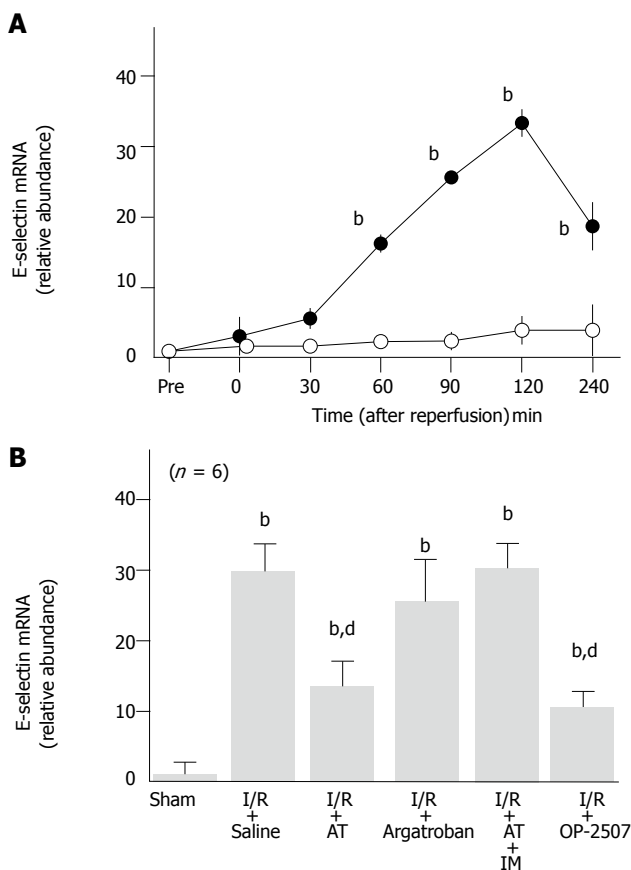 A
E-selectin mRNA
(relative abundance)
40
30
20
10
0
b
b
b
b
Pre 0 30 60 90 120 240
Time (after reperfusion) min
B
(n = 6)
E-selectin mRNA
(relative abundance)
40
30
20
10
0
b
b,d
b
b
b,d
Sham
I/R
+
Saline
I/R
+
AT
I/R
+
Argatroban
I/R
+
AT
+
IM
I/R
+
OP-2507